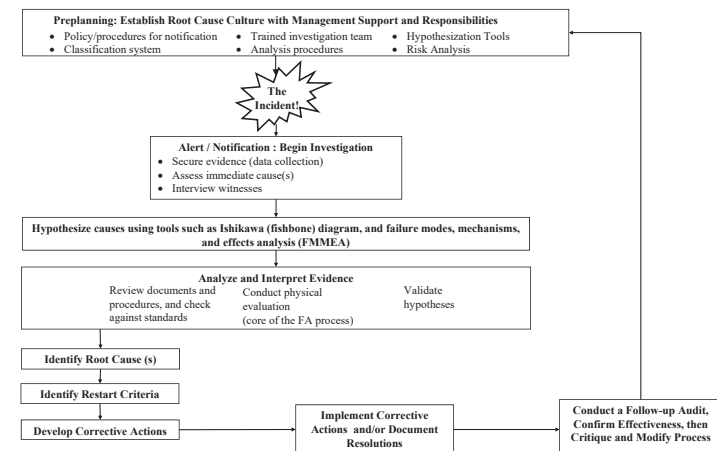 Preplanning: Establish Root Cause Culture with Management Support and Responsibilities
• Policy/procedures for notification • Trained investigation team • Hypothesization Tools
• Classification system • Analysis procedures • Risk Analysis
The
Incident!
Alert / Notification : Begin Investigation
• Secure evidence (data collection)
• Assess immediate cause(s)
• Interview witnesses
Hypothesize causes using tools such as Ishikawa (fishbone) diagram, and failure modes, mechanisms,
and effects analysis (FMMEA)
Analyze and Interpret Evidence
Review documents and
procedures, and check
against standards
Conduct physical
evaluation
(core of the FA process)
Validate
hypotheses
Identify Root Cause (s)
Identify Restart Criteria
Develop Corrective Actions
Implement Corrective
Actions and/or Document
Resolutions
Conduct a Follow-up Audit,
Confirm Effectiveness, then
Critique and Modify Process